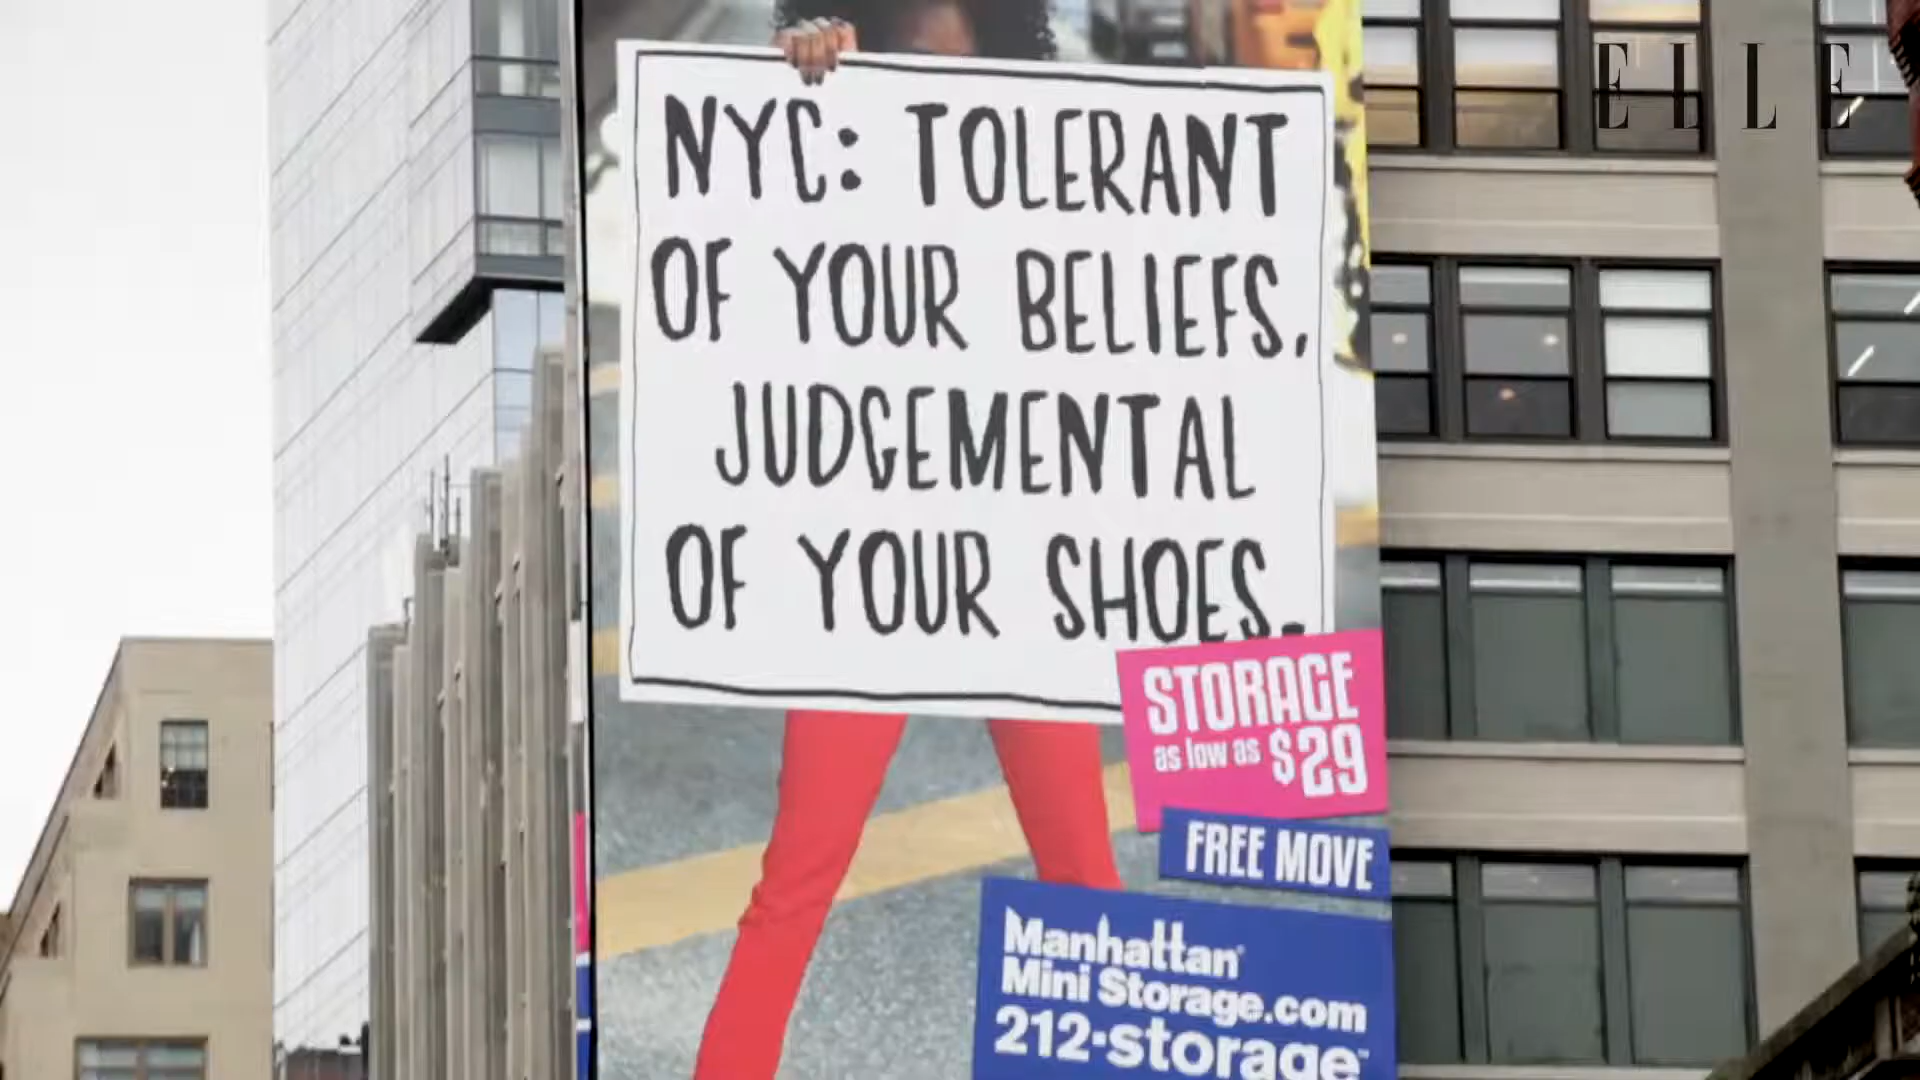 ELLE
NYC: TOLERANT
OF YOUR BELIEFS.
JUDGEMENTAL
OF YOUR SHOES.
STORAGE
as low as $29
FREE MOVE
Manhattan
Mini Storage.com
212-storage